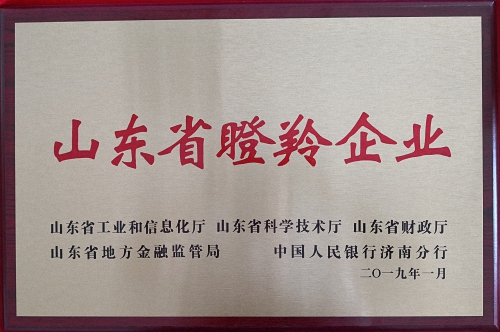 山东省瞪羚企业
山东省工业和信息化厅 山东省科学技术厅 山东省财政厅
山东省地方金融监管局 中国人民银行济南分行
二〇一九年一月